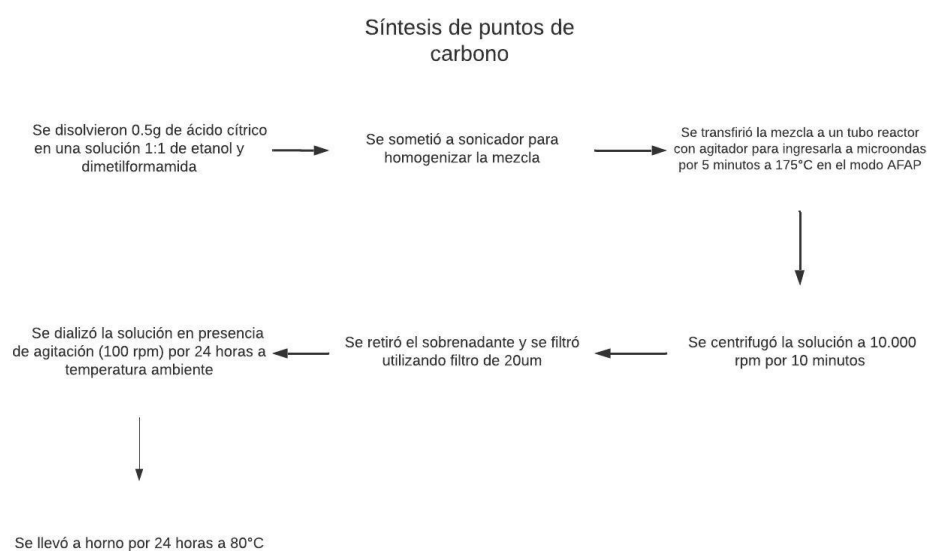 Síntesis de puntos de
carbono
Se disolvieron 0.5g de ácido cítrico
en una solución 1:1 de etanol y
dimetilformamida
Se sometió a sonicador para
homogenizar la mezcla
Se transfirió la mezcla a un tubo reactor
con agitador para ingresarla a microondas
por 5 minutos a 175°C en el modo AFAP
Se centrifugó la solución a 10.000
rpm por 10 minutos
Se retiró el sobrenadante y se filtró
utilizando filtro de 20um
Se dializó la solución en presencia
de agitación (100 rpm) por 24 horas a
temperatura ambiente
Se llevó a horno por 24 horas a 80°C